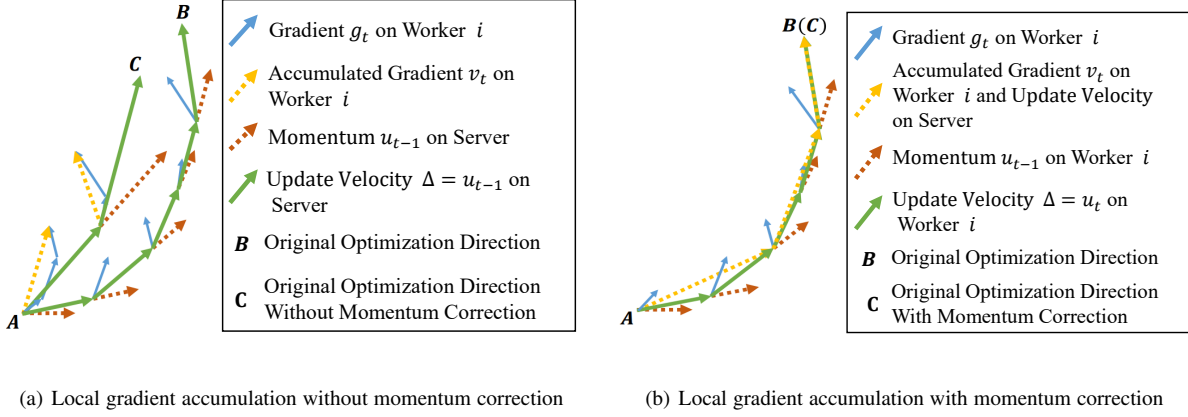 B
C
A
Gradient g_t on Worker i
Accumulated Gradient v_t on
Worker i
Momentum u_{t−1} on Server
Update Velocity Δ = u_{t−1} on
Server
B Original Optimization Direction
C Original Optimization Direction
Without Momentum Correction
B(C)
A
Gradient g_t on Worker i
Accumulated Gradient v_t on
Worker i and Update Velocity
on Server
Momentum u_{t−1} on Worker i
Update Velocity Δ = u_t on
Worker i
B Original Optimization Direction
C Original Optimization Direction
With Momentum Correction
(a) Local gradient accumulation without momentum correction
(b) Local gradient accumulation with momentum correction